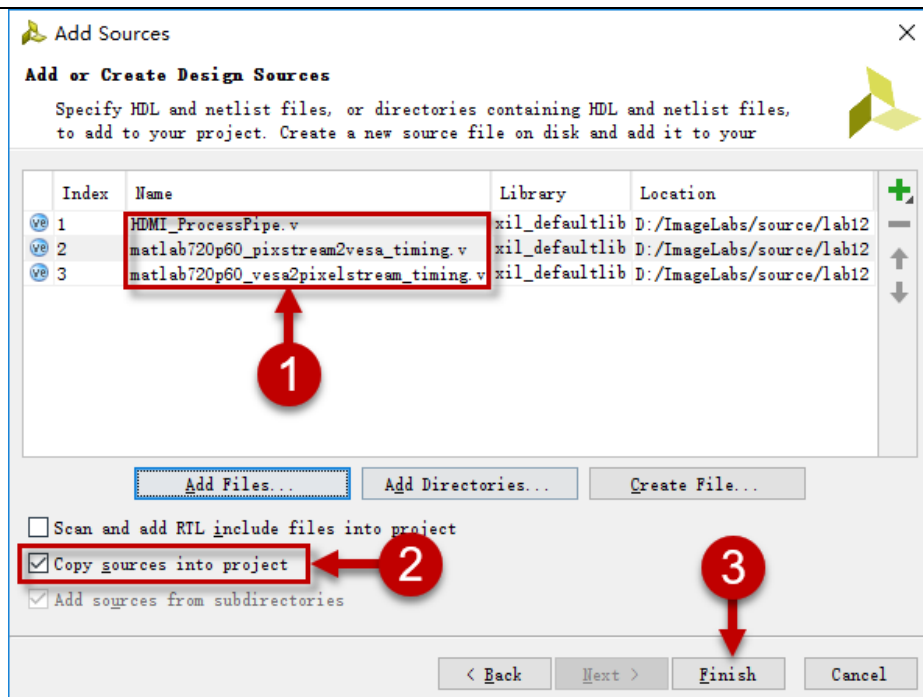 Add Sources
Add or Create Design Sources
Specify HDL and netlist files, or directories containing HDL and netlist files,
to add to your project. Create a new source file on disk and add it to your
Index Name Library Location
1 HDMI_ProcessPipe.v xil_defaultlib D:/ImageLabs/source/lab12
2 matlab720p60_pixstream2vesa_timing.v xil_defaultlib D:/ImageLabs/source/lab12
3 matlab720p60_vesa2pixelstream_timing.v xil_defaultlib D:/ImageLabs/source/lab12
1
Add Files... Add Directories... Create File...
Scan and add RTL include files into project
Copy sources into project
2
3
Add sources from subdirectories
< Back Next > Finish Cancel